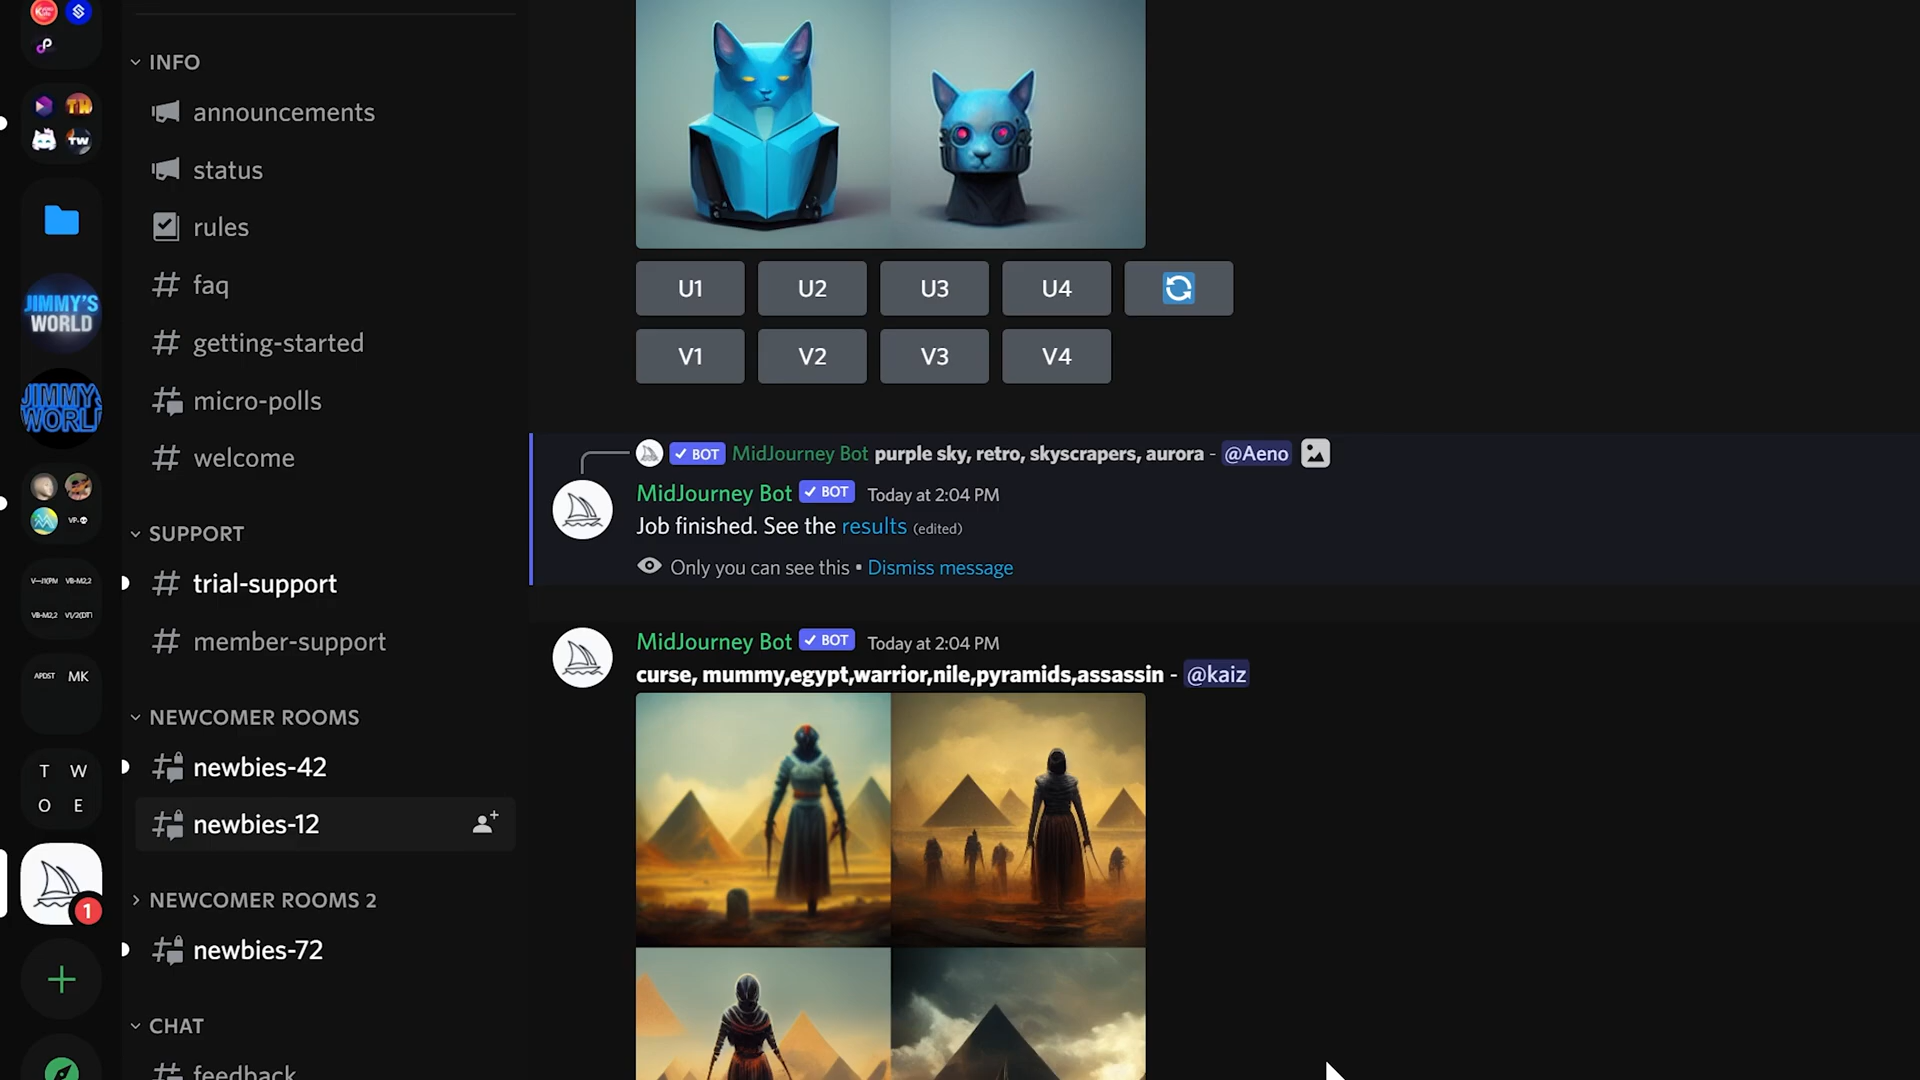 INFO
announcements
status
rules
faq
getting-started
micro-polls
welcome
SUPPORT
trial-support
member-support
NEWCOMER ROOMS
newbies-42
newbies-12
NEWCOMER ROOMS 2
newbies-72
CHAT
feedback
TW
JIMMY'S
WORLD
JIMMY'S
WORLD
APDST MK
T W
O E
1
U1 U2 U3 U4
V1 V2 V3 V4
BOT MidJourney Bot purple sky, retro, skyscrapers, aurora - @Aeno
MidJourney Bot BOT Today at 2:04 PM
Job finished. See the results (edited)
Only you can see this • Dismiss message
MidJourney Bot BOT Today at 2:04 PM
curse, mummy,egypt,warrior,nile,pyramids,assassin - @kaiz